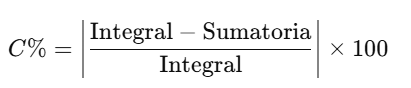 C% = | (Integral – Sumatoria) / Integral | × 100